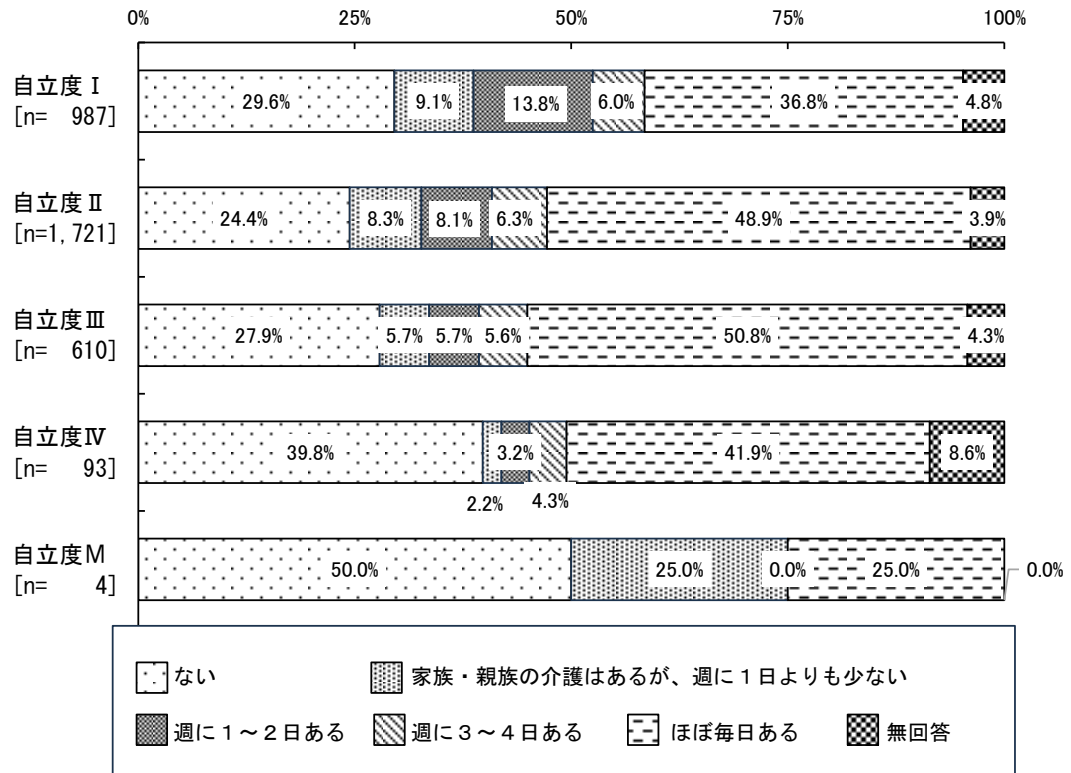 0% 25% 50% 75% 100%
自立度Ⅰ
[n=  987]
29.6% 9.1% 13.8% 6.0% 36.8% 4.8%
自立度Ⅱ
[n=1,721]
24.4% 8.3% 8.1% 6.3% 48.9% 3.9%
自立度Ⅲ
[n=  610]
27.9% 5.7% 5.7% 5.6% 50.8% 4.3%
自立度Ⅳ
[n=   93]
39.8% 3.2% 41.9% 8.6%
2.2% 4.3%
自立度M
[n=    4]
50.0% 25.0% 0.0% 25.0% 0.0%
ない 家族・親族の介護はあるが、週に１日よりも少ない
週に１～２日ある 週に３～４日ある ほぼ毎日ある 無回答